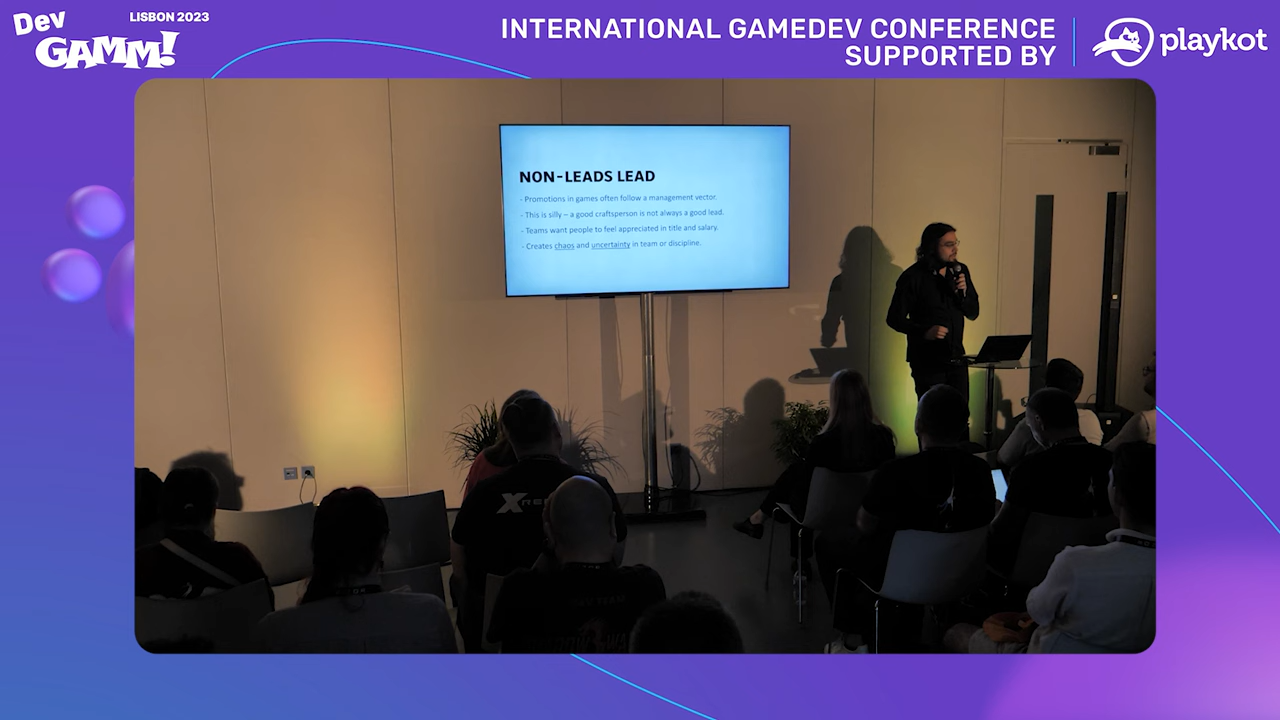 Dev
GAMM!
LISBON 2023
INTERNATIONAL GAMEDEV CONFERENCE
SUPPORTED BY
playkot
NON-LEADS LEAD
- Promotions in games often follow a management vector.
- This is silly – a good craftsperson is not always a good lead.
- Teams want people to feel appreciated in title and salary.
- Creates chaos and uncertainty in team or discipline.